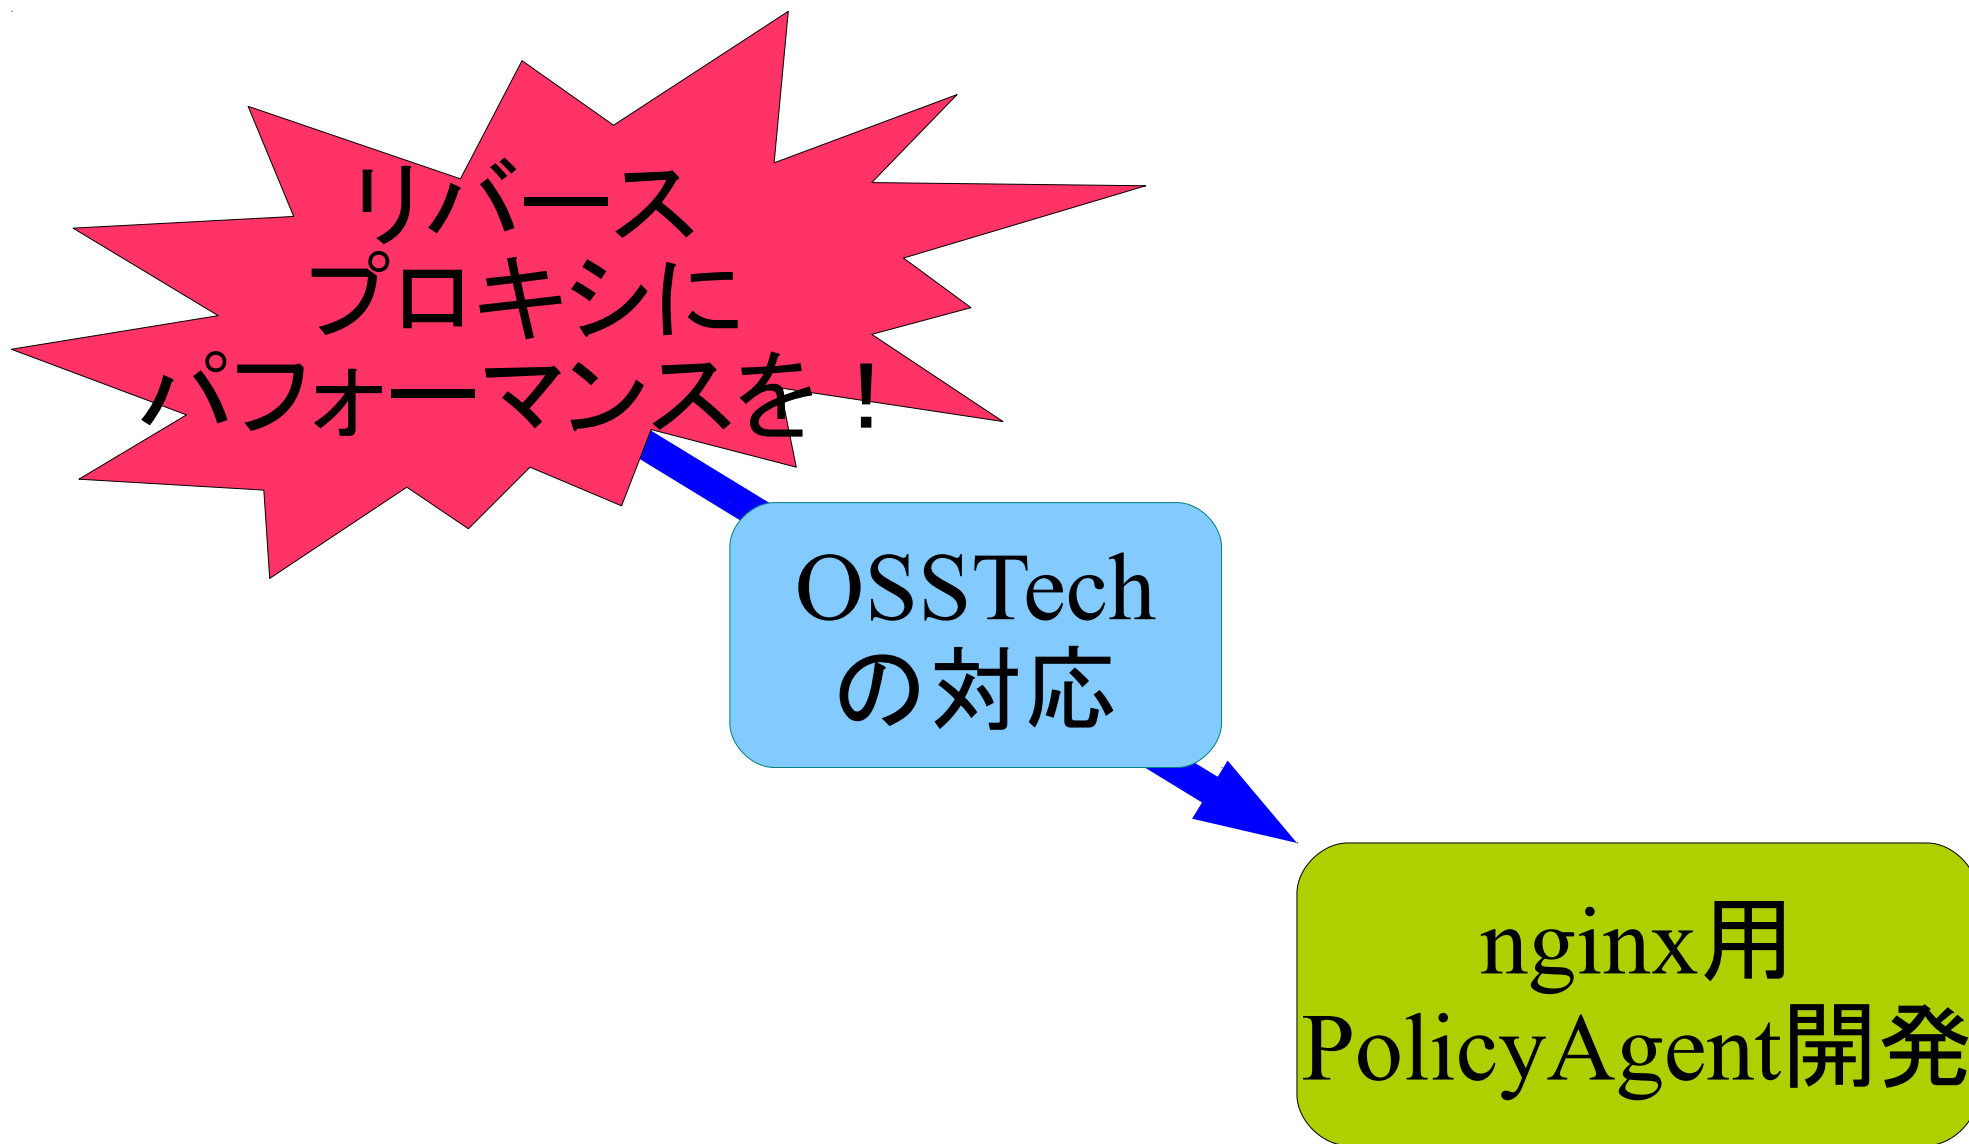 リバース
プロキシに
パフォーマンスを！
OSSTech
の対応
nginx用
PolicyAgent開発